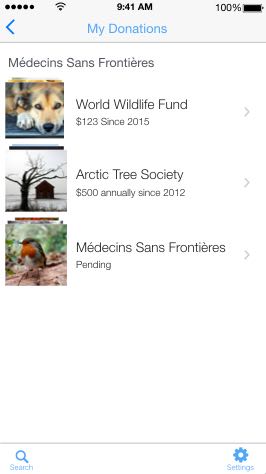 9:41 AM
100%
My Donations
Médecins Sans Frontières
World Wildlife Fund
$123 Since 2015
Arctic Tree Society
$500 annually since 2012
Médecins Sans Frontières
Pending
Search
Settings